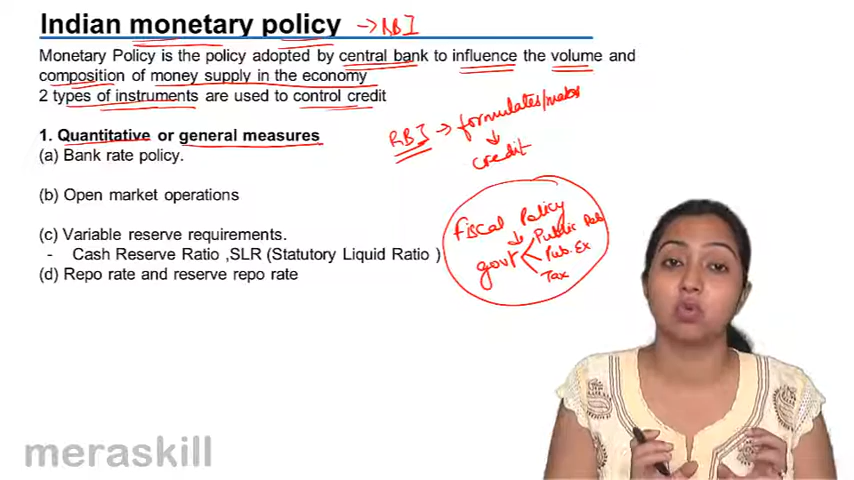 Indian monetary policy → RBI
Monetary Policy is the policy adopted by central bank to influence the volume and
composition of money supply in the economy
2 types of instruments are used to control credit
1. Quantitative or general measures
(a) Bank rate policy.
(b) Open market operations
(c) Variable reserve requirements.
- Cash Reserve Ratio ,SLR (Statutory Liquid Ratio )
(d) Repo rate and reserve repo rate
RBI → formulates/makes
credit
Fiscal Policy
govt
Public
Pub. Ex
Tax
meraskill